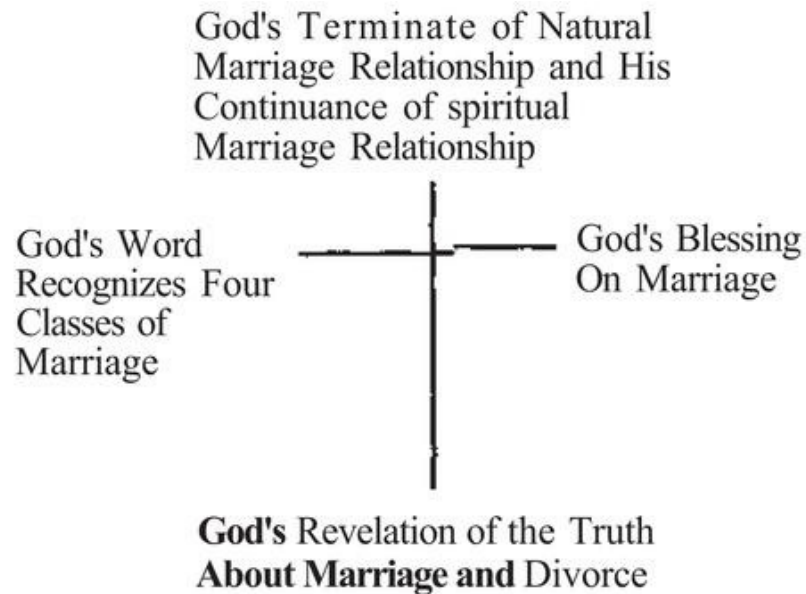 God's Terminate of Natural
Marriage Relationship and His
Continuance of spiritual
Marriage Relationship
God's Word
Recognizes Four
Classes of
Marriage
God's Blessing
On Marriage
God's Revelation of the Truth
About Marriage and Divorce